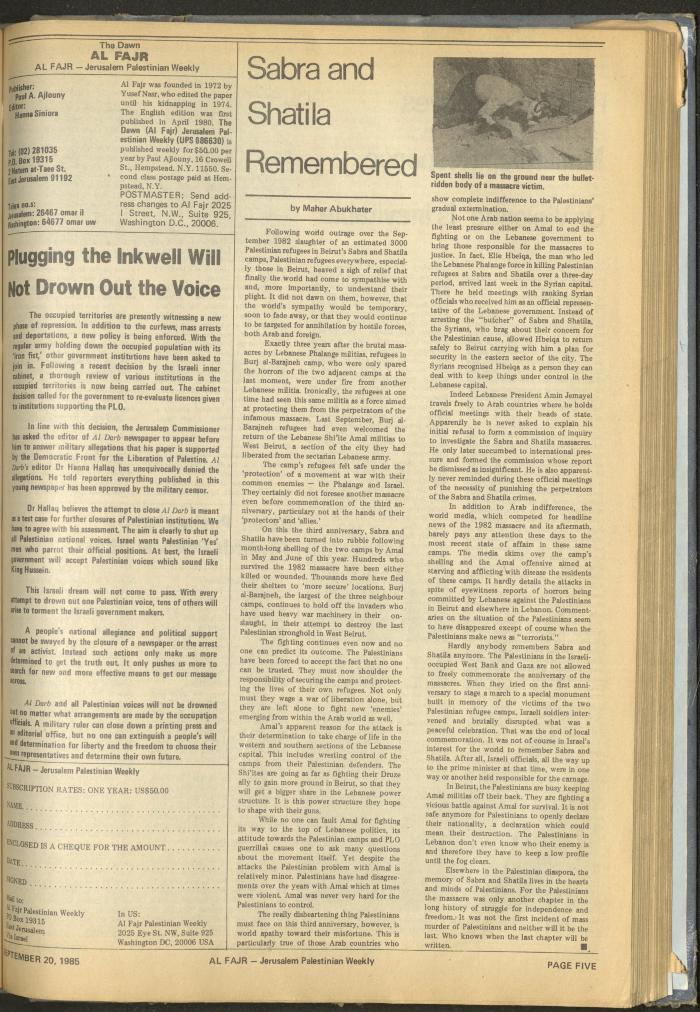 The Dawn
AL FAJR
AL FAJR — Jerusalem Palestinian Weekly
Publisher:
Paul A. Ajlouny
Editor:
Hanna Siniora
Tel: (02) 281035
P.O. Box 19315
2 Hatem at-Taee St.
East Jerusalem 91192
Telex no.s:
Jerusalem: 26467 omar il
Washington: 64677 omar uw
Al Fajr was founded in 1972 by
Yusef Nasr, who edited the paper
until his kidnapping in 1974.
The English edition was first
published in April 1980. The
Dawn (Al Fajr) Jerusalem Pal-
estinian Weekly (UPS 686630) is
published weekly for $50.00 per
year by Paul Ajlouny, 16 Crowell
St., Hempstead, N.Y. 11550. Se-
cond class postage paid at Hem-
pstead, N.Y.
POSTMASTER: Send add-
ress changes to Al Fajr 2025
I Street, N.W., Suite 925,
Washington D.C., 20006.
Plugging the Inkwell Will
Not Drown Out the Voice
The occupied territories are presently witnessing a new
phase of repression. In addition to the curfews, mass arrests
and deportations, a new policy is being enforced. With the
regular army holding down the occupied population with its
'iron fist,' other government institutions have been asked to
join in. Following a recent decision by the Israeli inner
cabinet, a thorough review of various institutions in the
occupied territories is now being carried out. The cabinet
decision called for the government to re-evaluate licences given
to institutions supporting the PLO.
In line with this decision, the Jerusalem Commissioner
has asked the editor of Al Darb newspaper to appear before
him to answer military allegations that his paper is supported
by the Democratic Front for the Liberation of Palestine. Al
Darb's editor Dr Hanna Hallaq has unequivocally denied the
allegations. He told reporters everything published in this
young newspaper has been approved by the military censor.
Dr Hallaq believes the attempt to close Al Darb is meant
as a test case for further closures of Palestinian institutions. We
have to agree with his assessment. The aim is clearly to shut up
all Palestinian national voices. Israel wants Palestinian 'Yes'
men who parrot their official positions. At best, the Israeli
government will accept Palestinian voices which sound like
King Hussein.
This Israeli dream will not come to pass. With every
attempt to drown out one Palestinian voice, tens of others will
arise to torment the Israeli government makers.
A people's national allegiance and political support
cannot be swayed by the closure of a newspaper or the arrest
of an activist. Instead such actions only make us more
determined to get the truth out. It only pushes us more to
search for new and more effective means to get our message
across.
Al Darb and all Palestinian voices will not be drowned
out no matter what arrangements are made by the occupation
officials. A military ruler can close down a printing press and
an editorial office, but no one can extinguish a people's will
and determination for liberty and the freedom to choose their
own representatives and determine their own future.
AL FAJR — Jerusalem Palestinian Weekly
SUBSCRIPTION RATES: ONE YEAR: US$50.00
NAME
ADDRESS
ENCLOSED IS A CHEQUE FOR THE AMOUNT
DATE
SIGNED
Mail to:
Al Fajr Palestinian Weekly
PO Box 19315
East Jerusalem
Via Israel
In US:
Al Fajr Palestinian Weekly
2025 Eye St. NW, Suite 925
Washington DC, 20006 USA
Sabra and
Shatila
Remembered
by Maher Abukhater
Following world outrage over the Sep-
tember 1982 slaughter of an estimated 3000
Palestinian refugees in Beirut's Sabra and Shatila
camps, Palestinian refugees everywhere, especial-
ly those in Beirut, heaved a sigh of relief that
finally the world had come to sympathise with
and, more importantly, to understand their
plight. It did not dawn on them, however, that
the world's sympathy would be temporary,
soon to fade away, or that they would continue
to be targeted for annihilation by hostile forces,
both Arab and foreign.
Exactly three years after the brutal mass-
acres by Lebanese Phalange militias, refugees in
Burj al-Barajneh camp, who were only spared
the horrors of the two adjacent camps at the
last moment, were under fire from another
Lebanese militia. Ironically, the refugees at one
time had seen this same militia as a force aimed
at protecting them from the perpetrators of the
infamous massacre. Last September, Burj al-
Barajneh refugees had even welcomed the
return of the Lebanese Shi'ite Amal militias to
West Beirut, a section of the city they had
liberated from the sectarian Lebanese army.
The camp's refugees felt safe under the
'protection' of a movement at war with their
common enemies — the Phalange and Israel.
They certainly did not foresee another massacre
even before commemoration of the third an-
niversary, particulary not at the hands of their
'protectors' and 'allies.'
On this the third anniversary, Sabra and
Shatila have been turned into rubble following
month-long shelling of the two camps by Amal
in May and June of this year. Hundreds who
survived the 1982 massacre have been either
killed or wounded. Thousands more have fled
their shelters to 'more secure' locations. Burj
al-Barajneh, the largest of the three neighbour
camps, continues to hold off the invaders who
have used heavy war machinery in their on-
slaught, in their attempt to destroy the last
Palestinian stronghold in West Beirut.
The fighting continues even now and no
one can predict its outcome. The Palestinians
have been forced to accept the fact that no one
can be trusted. They must now shoulder the
responsibility of securing the camps and protect-
ing the lives of their own refugees. Not only
must they wage a war of liberation alone, but
they are left alone to fight new 'enemies'
emerging from within the Arab world as well.
Amal's apparent reason for the attack is
their determination to take charge of life in the
western and southern sections of the Lebanese
capital. This includes wresting control of the
camps from their Palestinian defenders. The
Shi'ites are going as far as fighting their Druze
ally to gain more ground in Beirut, so that they
will get a bigger share in the Lebanese power
structure. It is this power structure they hope
to shape with their guns.
While no one can fault Amal for fighting
its way to the top of Lebanese politics, its
attitude towards the Palestinian camps and PLO
guerrillas causes one to ask many questions
about the movement itself. Yet despite the
attacks the Palestinian problem with Amal is
relatively minor. Palestinians have had disagree-
ments over the years with Amal which at times
were violent. Amal was never very hard for the
Palestinians to control.
The really disheartening thing Palestinians
must face on this third anniversary, however, is
world apathy toward their misfortune. This is
particularly true of those Arab countries who
Spent shells lie on the ground near the bullet-
ridden body of a massacre victim.
show complete indifference to the Palestinians'
gradual extermination.
Not one Arab nation seems to be applying
the least pressure either on Amal to end the
fighting or on the Lebanese government to
bring those responsible for the massacres to
justice. In fact, Elie Hbeiqa, the man who led
the Lebanese Phalange force in killing Palestinian
refugees at Sabra and Shatila over a three-day
period, arrived last week in the Syrian capital.
There he held meetings with ranking Syrian
officials who received him as an official represen-
tative of the Lebanese government. Instead of
arresting the "butcher" of Sabra and Shatila,
the Syrians, who brag about their concern for
the Palestinian cause, allowed Hbeiqa to return
safely to Beirut carrying with him a plan for
security in the eastern sector of the city. The
Syrians recognised Hbeiqa as a person they can
deal with to keep things under control in the
Lebanese capital.
Indeed Lebanese President Amin Jumayel
travels freely to Arab countries where he holds
official meetings with their heads of state.
Apparently he is never asked to explain his
initial refusal to form a commission of inquiry
to investigate the Sabra and Shatila massacres.
He only later succumbed to international pres-
sure and formed the commission whose report
he dismissed as insignificant. He is also apparent-
ly never reminded during these official meetings
of the necessity of punishing the perpetrators
of the Sabra and Shatila crimes.
In addition to Arab indifference, the
world media, which competed for headline
news of the 1982 massacre and its aftermath,
barely pays any attention these days to the
most recent state of affairs in these same
camps. The media skims over the camp's
shelling and the Amal offensive aimed at
starving and afflicting with disease the residents
of these camps. It hardly details the attacks in
spite of eyewitness reports of horrors being
committed by Lebanese against the Palestinians
in Beirut and elsewhere in Lebanon. Comment-
aries on the situation of the Palestinians seem
to have disappeared except of course when the
Palestinians make news as "terrorists."
Hardly anybody remembers Sabra and
Shatila anymore. The Palestinians in the Israeli-
occupied West Bank and Gaza are not allowed
to freely commemorate the anniversary of the
massacres. When they tried on the first anni-
versary to stage a march to a special monument
built in memory of the victims of the two
Palestinian refugee camps, Israeli soldiers inter-
vened and brutally disrupted what was a
peaceful celebration. That was the end of local
commemoration. It was not of course in Israel's
interest for the world to remember Sabra and
Shatila. After all, Israeli officials, all the way up
to the prime minister at that time, were in one
way or another held responsible for the carnage.
In Beirut, the Palestinians are busy keeping
Amal militias off their back. They are fighting a
vicious battle against Amal for survival. It is not
safe anymore for Palestinians to openly declare
their nationality, a declaration which could
mean their destruction. The Palestinians in
Lebanon don't even know who their enemy is
and therefore they have to keep a low profile
until the fog clears.
Elsewhere in the Palestinian diaspora, the
memory of Sabra and Shatila lives in the hearts
and minds of Palestinians. For the Palestinians
the massacre was only another chapter in the
long history of struggle for independence and
freedom. It was not the first incident of mass
murder of Palestinians and neither will it be the
last. Who knows when the last chapter will be
written.
SEPTEMBER 20, 1985
AL FAJR — Jerusalem Palestinian Weekly
PAGE FIVE